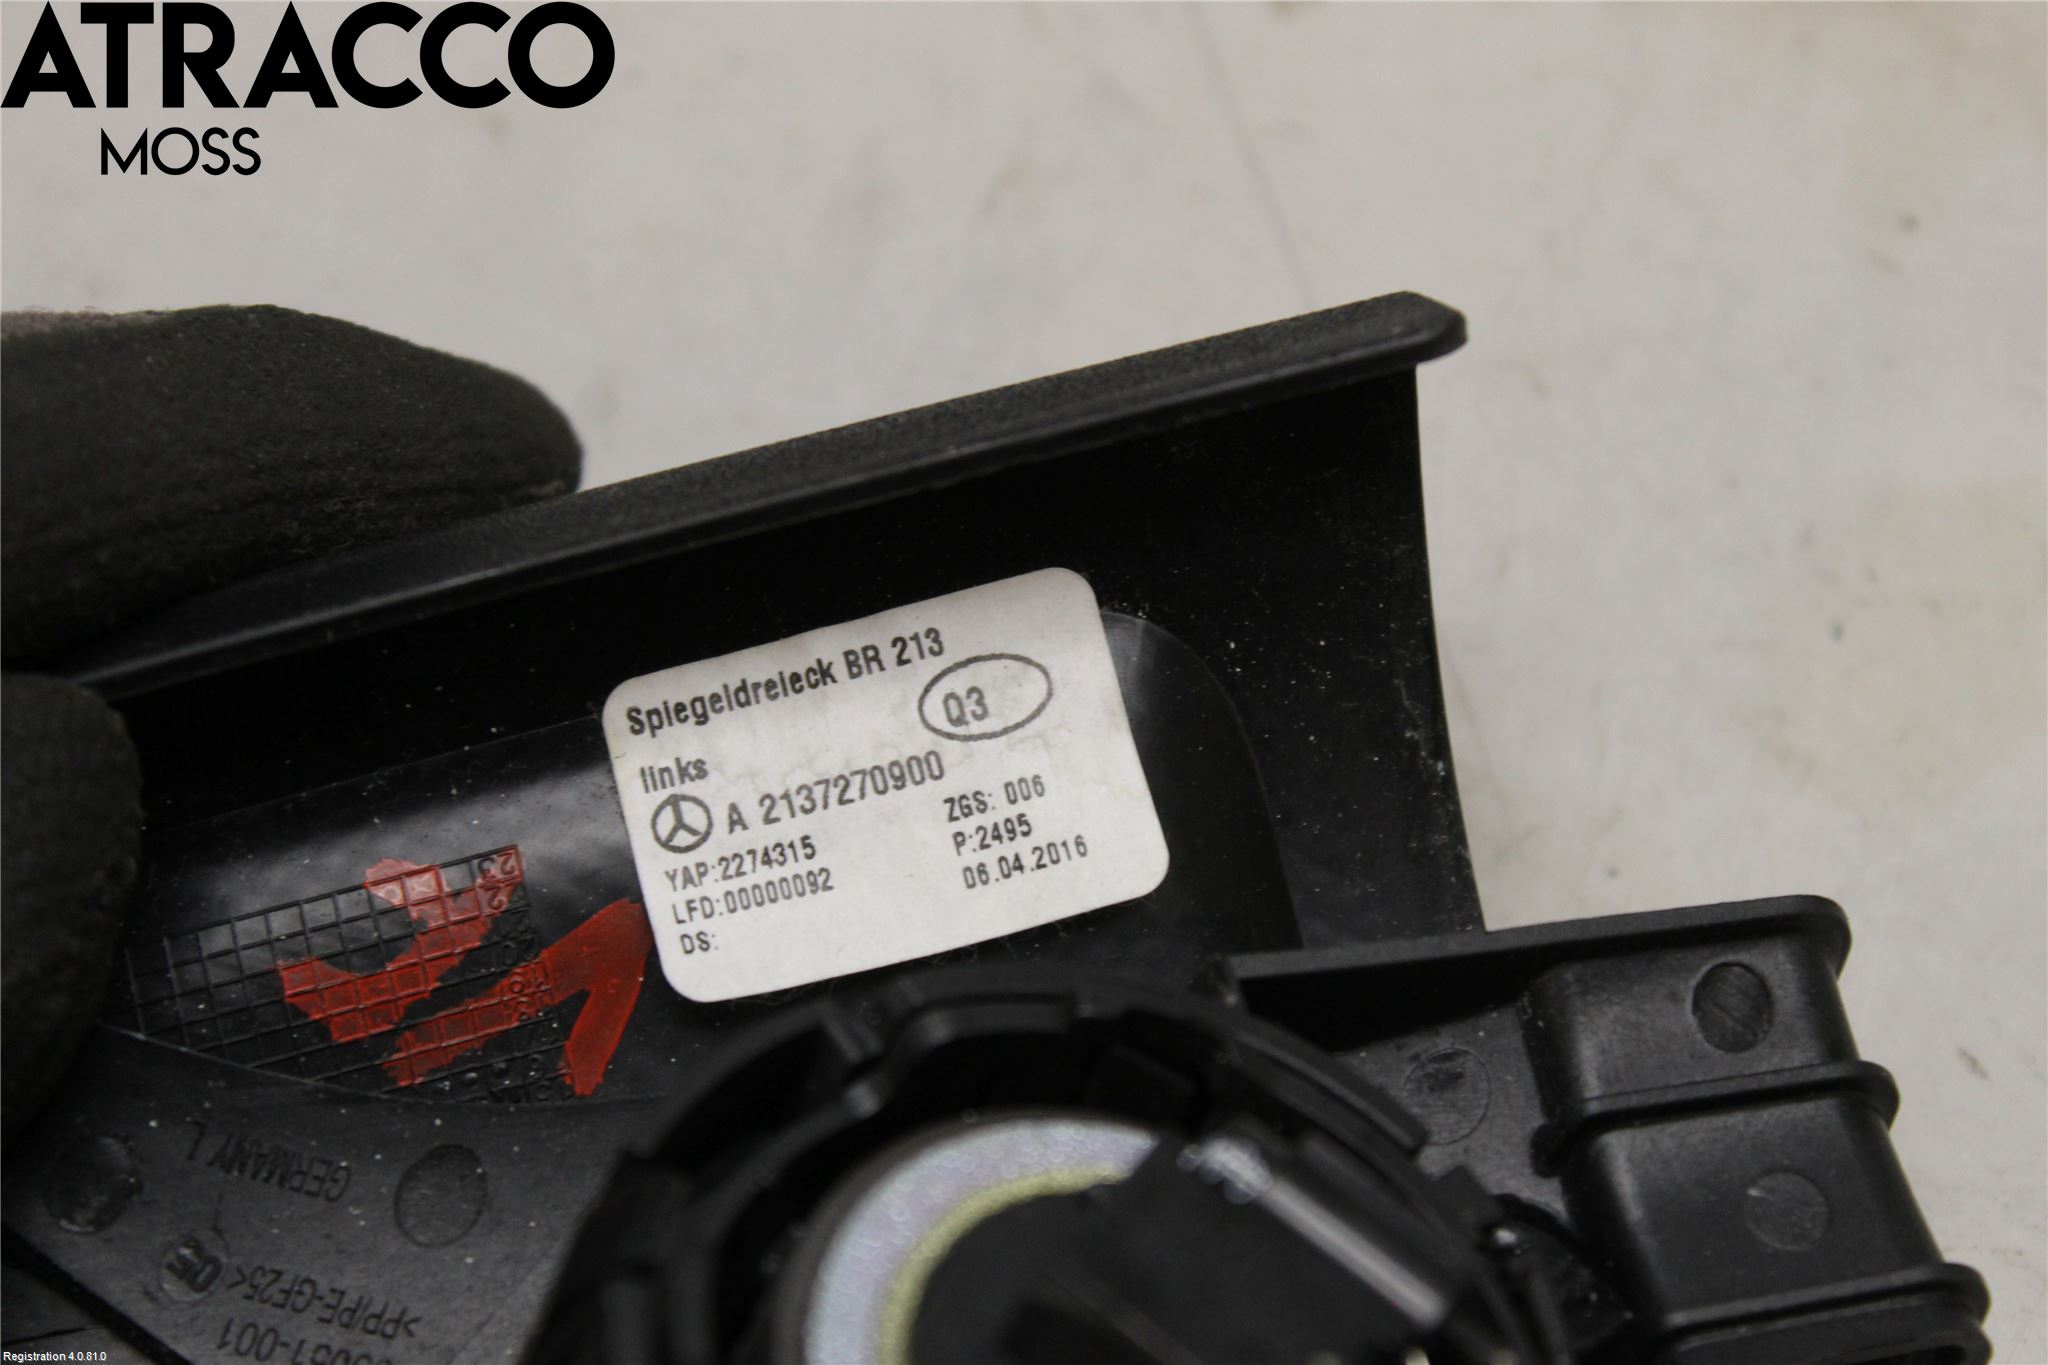 ATRACCO
MOSS
Spiegeldreieck BR 213
Q3
links
A 2137270900
ZGS: 006
YAP:2274315
P:2495
LFD:00000092
06.04.2016
DS:
23
GERMANY L
>PP/PE-GF25<
Registration 4.0.81.0